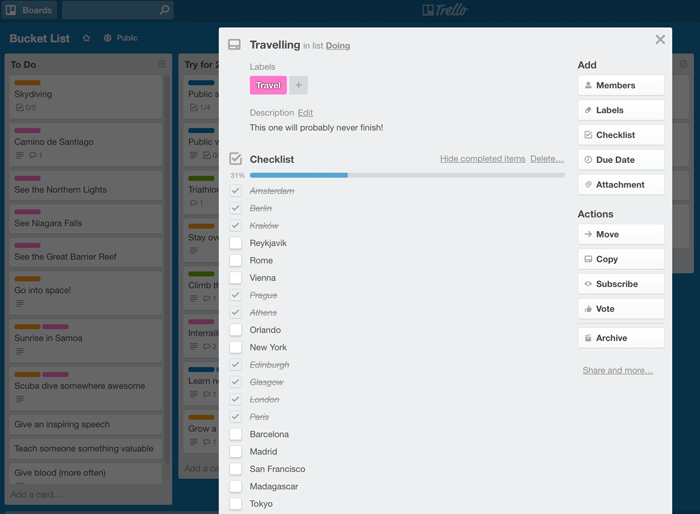 Boards
Trello
Bucket List
Public
To Do
Skydiving
0/5
Camino de Santiago
1
See the Northern Lights
See Niagara Falls
See the Great Barrier Reef
Go into space!
Sunrise in Samoa
Scuba dive somewhere awesome
Give an inspiring speech
Teach someone something valuable
Give blood (more often)
Add a card…
Try for 2
Public s
1/4
Public w
Triathlon
1
Stay ove
Climb th
1
Interrail
2
Learn n
Grow a
1
Add a ca
Travelling in list Doing
Labels
Travel
+
Description Edit
This one will probably never finish!
Checklist
Hide completed items Delete…
31%
Amsterdam
Berlin
Kraków
Reykjavik
Rome
Vienna
Prague
Athens
Orlando
New York
Edinburgh
Glasgow
London
Paris
Barcelona
Madrid
San Francisco
Madagascar
Tokyo
Add
Members
Labels
Checklist
Due Date
Attachment
Actions
Move
Copy
Subscribe
Vote
Archive
Share and more…